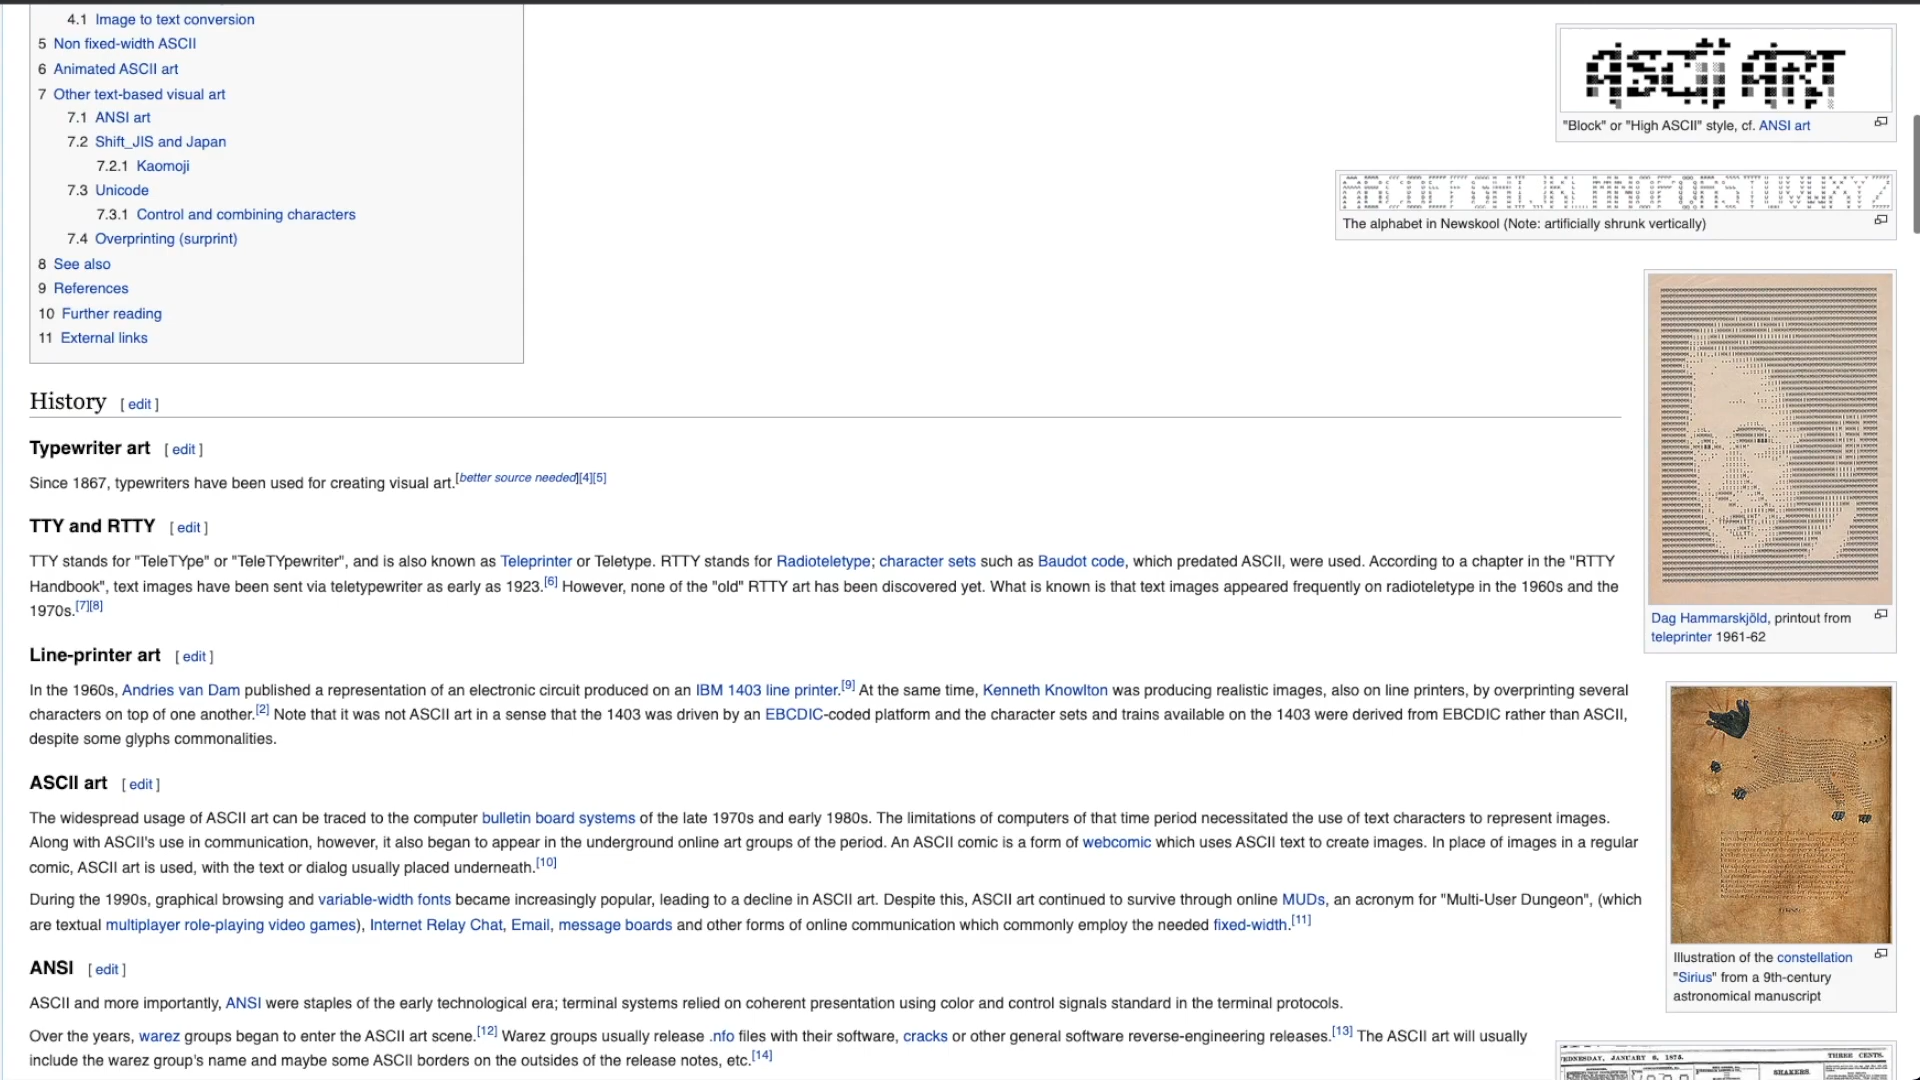 4.1 Image to text conversion
5 Non fixed-width ASCII
6 Animated ASCII art
7 Other text-based visual art
7.1 ANSI art
7.2 Shift_JIS and Japan
7.2.1 Kaomoji
7.3 Unicode
7.3.1 Control and combining characters
7.4 Overprinting (surprint)
8 See also
9 References
10 Further reading
11 External links
ASCII ART
"Block" or "High ASCII" style, cf. ANSI art
The alphabet in Newskool (Note: artificially shrunk vertically)
Dag Hammarskjöld, printout from
teleprinter 1961-62
History [ edit ]
Typewriter art [ edit ]
Since 1867, typewriters have been used for creating visual art.[better source needed][4][5]
TTY and RTTY [ edit ]
TTY stands for "TeleTYpe" or "TeleTYpewriter", and is also known as Teleprinter or Teletype. RTTY stands for Radioteletype; character sets such as Baudot code, which predated ASCII, were used. According to a chapter in the "RTTY
Handbook", text images have been sent via teletypewriter as early as 1923.[6] However, none of the "old" RTTY art has been discovered yet. What is known is that text images appeared frequently on radioteletype in the 1960s and the
1970s.[7][8]
Line-printer art [ edit ]
In the 1960s, Andries van Dam published a representation of an electronic circuit produced on an IBM 1403 line printer.[9] At the same time, Kenneth Knowlton was producing realistic images, also on line printers, by overprinting several
characters on top of one another.[2] Note that it was not ASCII art in a sense that the 1403 was driven by an EBCDIC-coded platform and the character sets and trains available on the 1403 were derived from EBCDIC rather than ASCII,
despite some glyphs commonalities.
ASCII art [ edit ]
The widespread usage of ASCII art can be traced to the computer bulletin board systems of the late 1970s and early 1980s. The limitations of computers of that time period necessitated the use of text characters to represent images.
Along with ASCII's use in communication, however, it also began to appear in the underground online art groups of the period. An ASCII comic is a form of webcomic which uses ASCII text to create images. In place of images in a regular
comic, ASCII art is used, with the text or dialog usually placed underneath.[10]
During the 1990s, graphical browsing and variable-width fonts became increasingly popular, leading to a decline in ASCII art. Despite this, ASCII art continued to survive through online MUDs, an acronym for "Multi-User Dungeon", (which
are textual multiplayer role-playing video games), Internet Relay Chat, Email, message boards and other forms of online communication which commonly employ the needed fixed-width.[11]
ANSI [ edit ]
ASCII and more importantly, ANSI were staples of the early technological era; terminal systems relied on coherent presentation using color and control signals standard in the terminal protocols.
Over the years, warez groups began to enter the ASCII art scene.[12] Warez groups usually release .nfo files with their software, cracks or other general software reverse-engineering releases.[13] The ASCII art will usually
include the warez group's name and maybe some ASCII borders on the outsides of the release notes, etc.[14]
Illustration of the constellation
"Sirius" from a 9th-century
astronomical manuscript
JANUARY 8, 1875.
THREE CENTS.
SHAKERS.